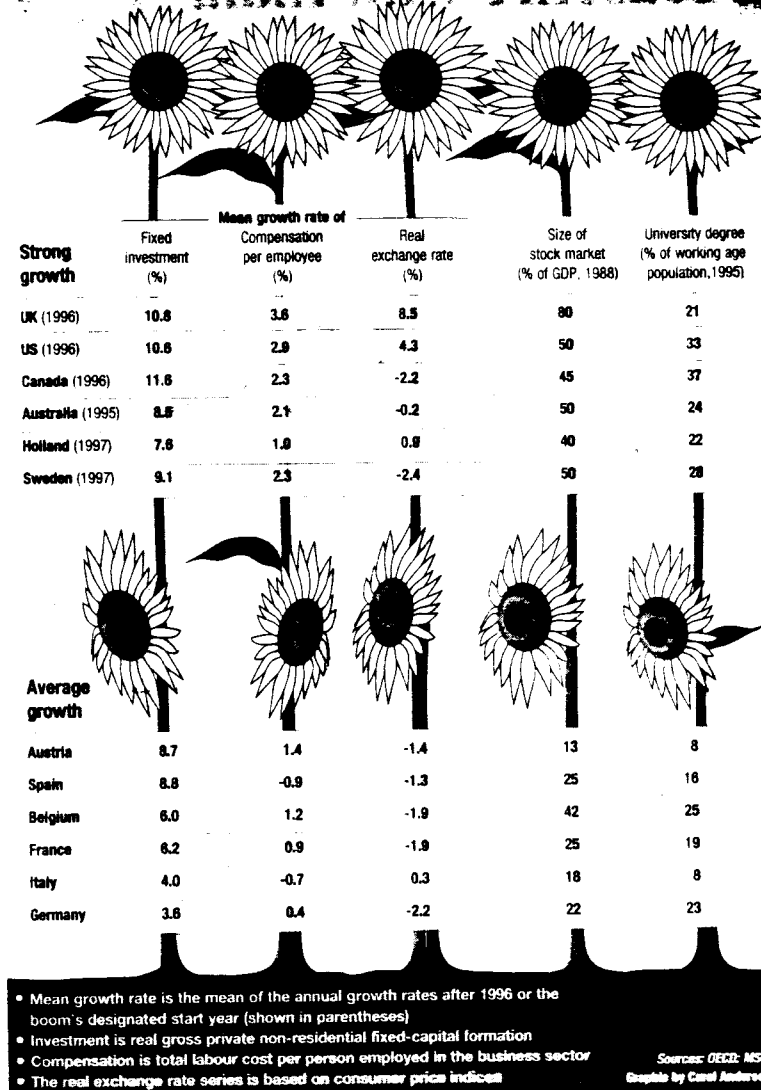 Mean growth rate of
Strong growth
Fixed investment (%)
Compensation per employee (%)
Real exchange rate (%)
Size of stock market (% of GDP, 1988)
University degree (% of working age population, 1995)
UK (1996) 10.8 3.6 8.5 80 21
US (1996) 10.6 2.9 4.3 50 33
Canada (1996) 11.6 2.3 -2.2 45 37
Australia (1995) 8.5 2.1 -0.2 50 24
Holland (1997) 7.6 1.9 0.9 40 22
Sweden (1997) 9.1 2.3 -2.4 50 28
Average growth
Austria 8.7 1.4 -1.4 13 8
Spain 8.8 -0.9 -1.3 25 16
Belgium 6.0 1.2 -1.9 42 25
France 6.2 0.9 -1.9 25 19
Italy 4.0 -0.7 0.3 18 8
Germany 3.6 0.4 -2.2 22 23
• Mean growth rate is the mean of the annual growth rates after 1996 or the
boom's designated start year (shown in parentheses)
• Investment is real gross private non-residential fixed-capital formation
• Compensation is total labour cost per person employed in the business sector
• The real exchange rate series is based on consumer price indices
Sources: OECD; MS
Graphic by Carol